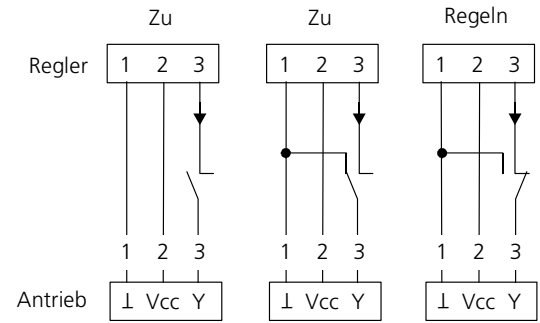 Zu Zu Regeln
Regler 1 2 3 1 2 3 1 2 3
1 2 3 1 2 3 1 2 3
Antrieb ⊥ Vcc Y ⊥ Vcc Y ⊥ Vcc Y